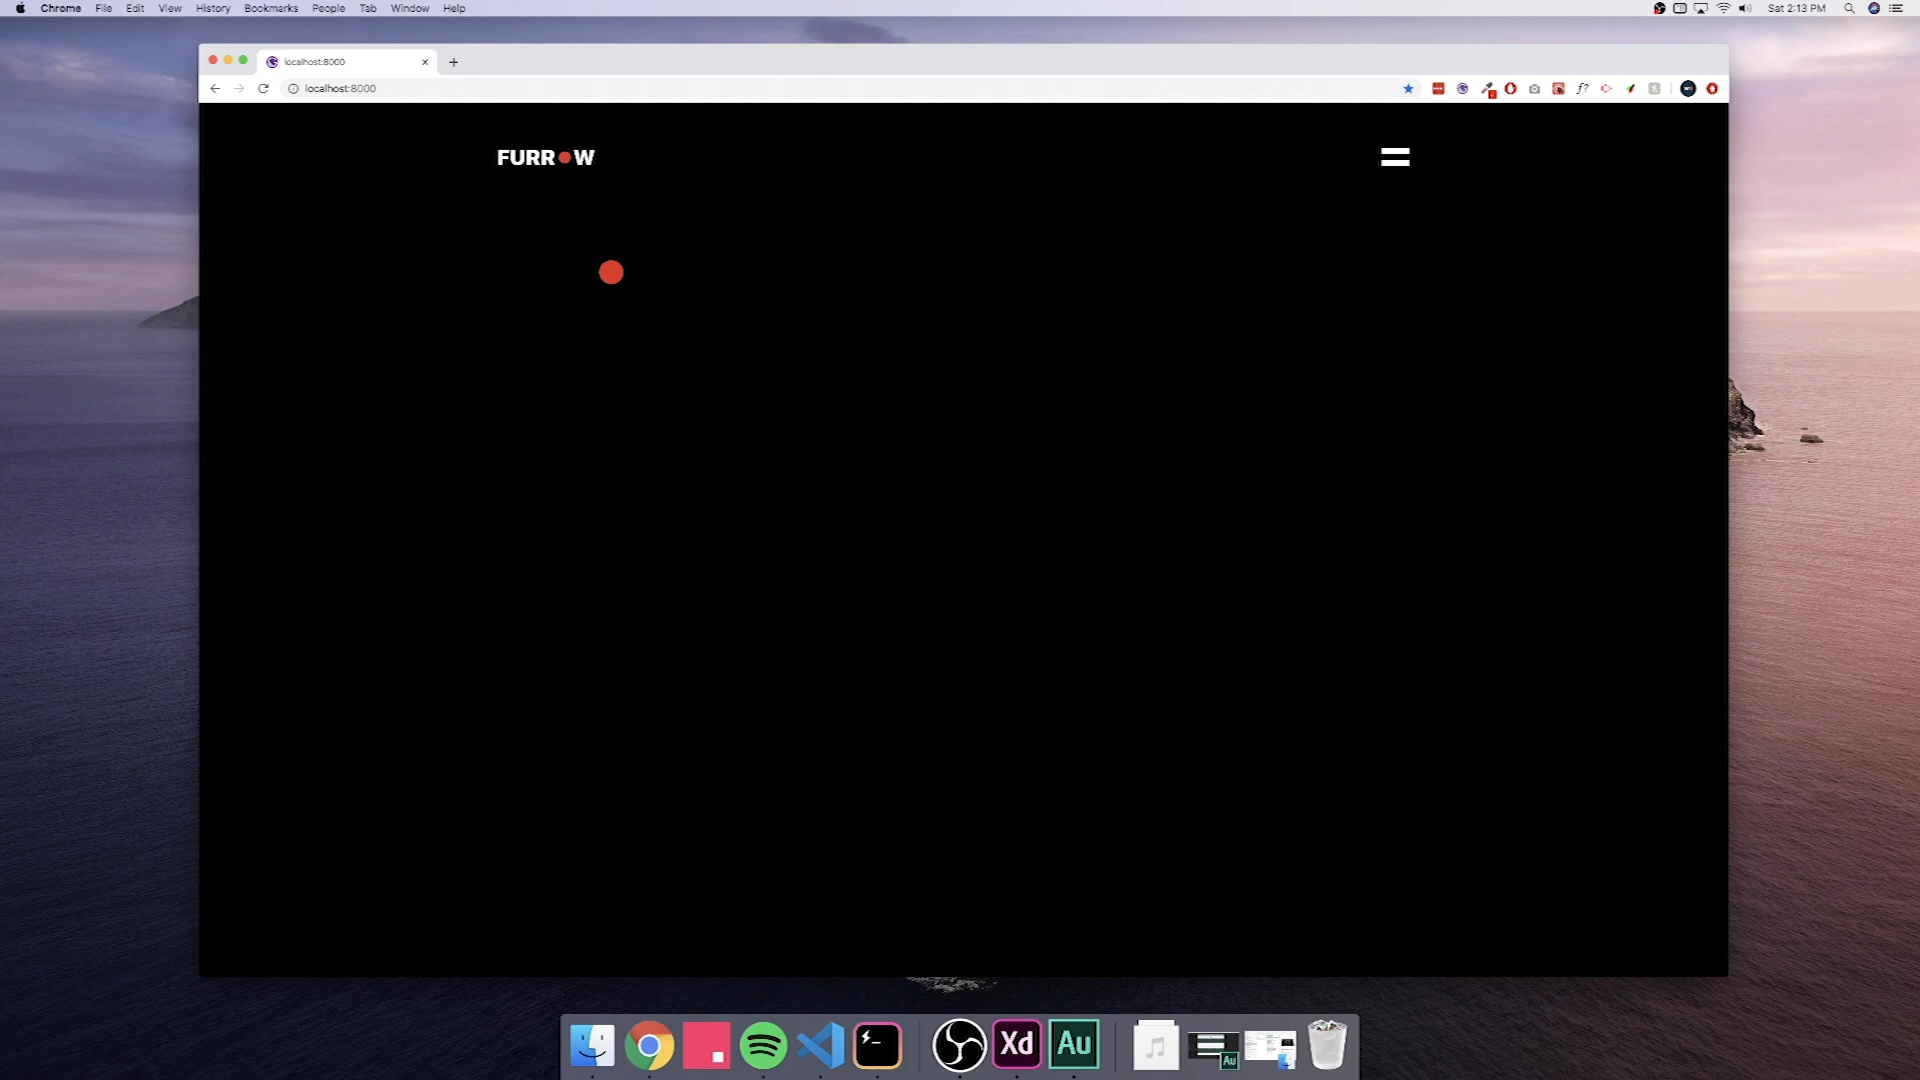 Chrome File Edit View History Bookmarks People Tab Window Help Sat 2:13 PM
localhost:8000
localhost:8000
f?
FURR●W
Xd Au Au